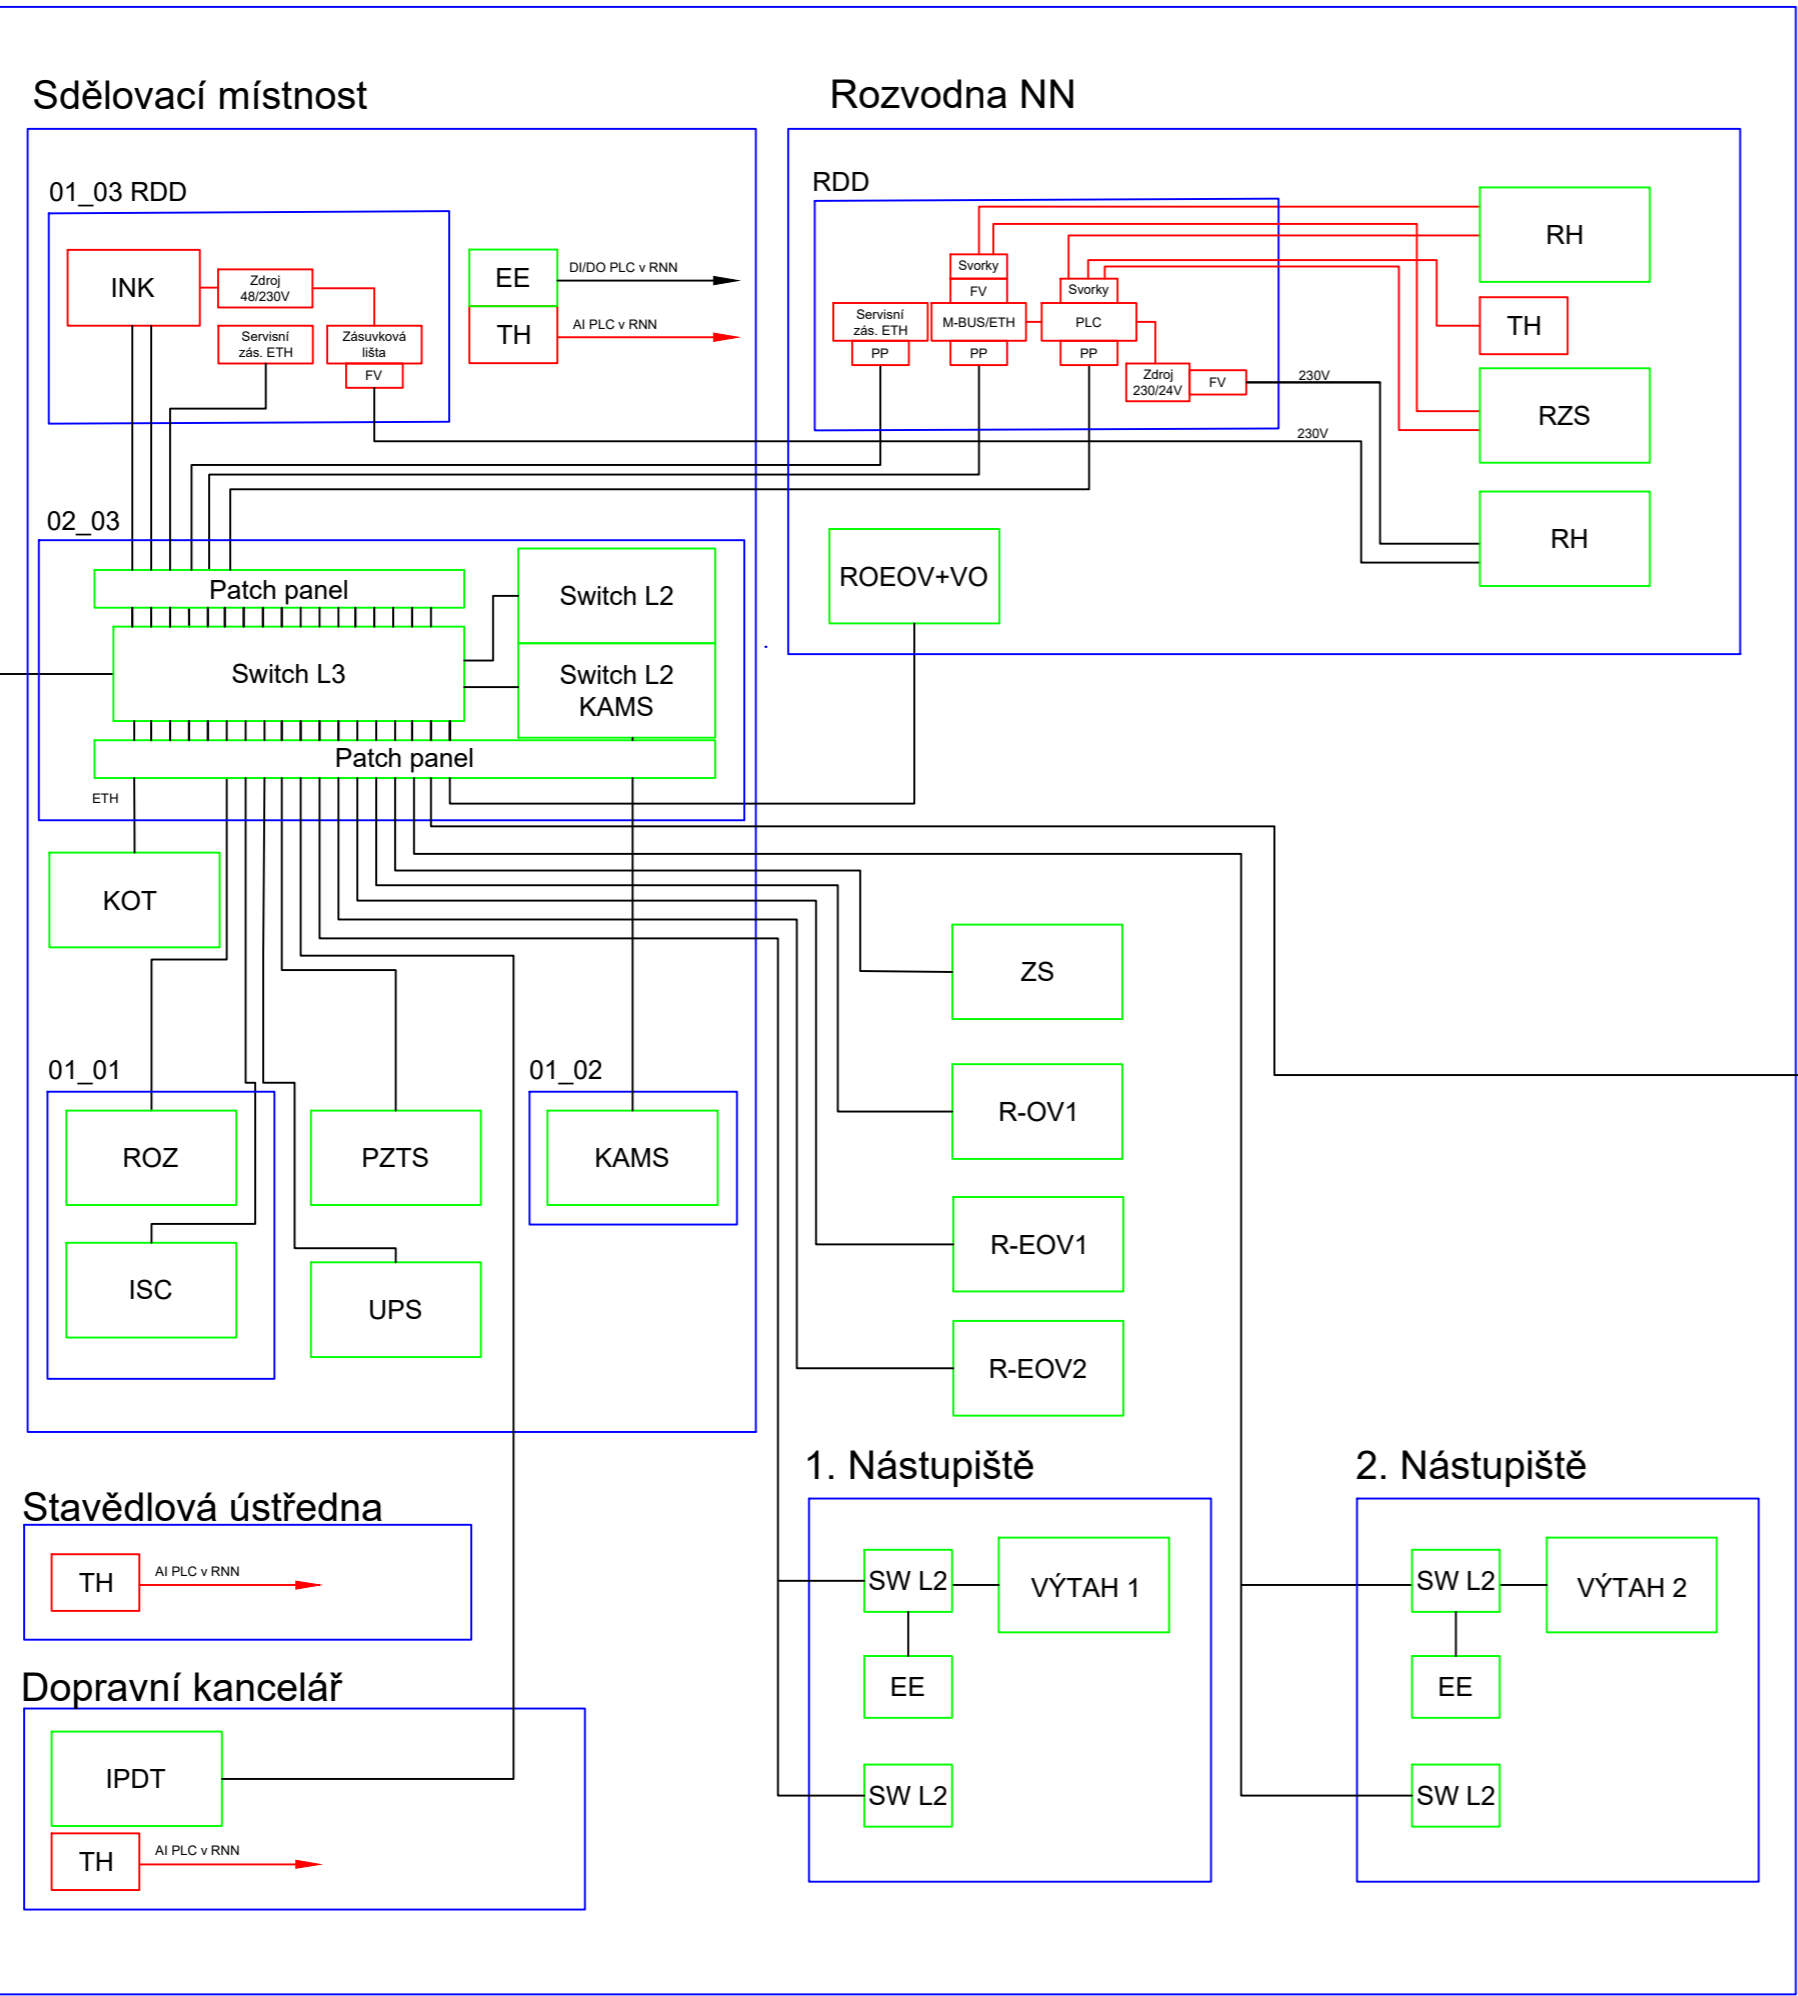 Sdělovací místnost
01_03 RDD
INK
Zdroj
48/230V
Servisní
zás. ETH
Zásuvková
lišta
FV
EE
DI/DO PLC v RNN
TH
AI PLC v RNN
Rozvodna NN
RDD
Servisní
zás. ETH
PP
Svorky
FV
M-BUS/ETH
PP
Svorky
PLC
PP
Zdroj
230/24V
FV
230V
230V
RH
TH
RZS
RH
ROEOV+VO
02_03
Patch panel
Switch L3
Switch L2
Switch L2
KAMS
Patch panel
ETH
KOT
01_01
ROZ
ISC
PZTS
UPS
01_02
KAMS
ZS
R-OV1
R-EOV1
R-EOV2
Stavědlová ústředna
TH
AI PLC v RNN
Dopravní kancelář
IPDT
TH
AI PLC v RNN
1. Nástupiště
SW L2
VÝTAH 1
EE
SW L2
2. Nástupiště
SW L2
VÝTAH 2
EE
SW L2